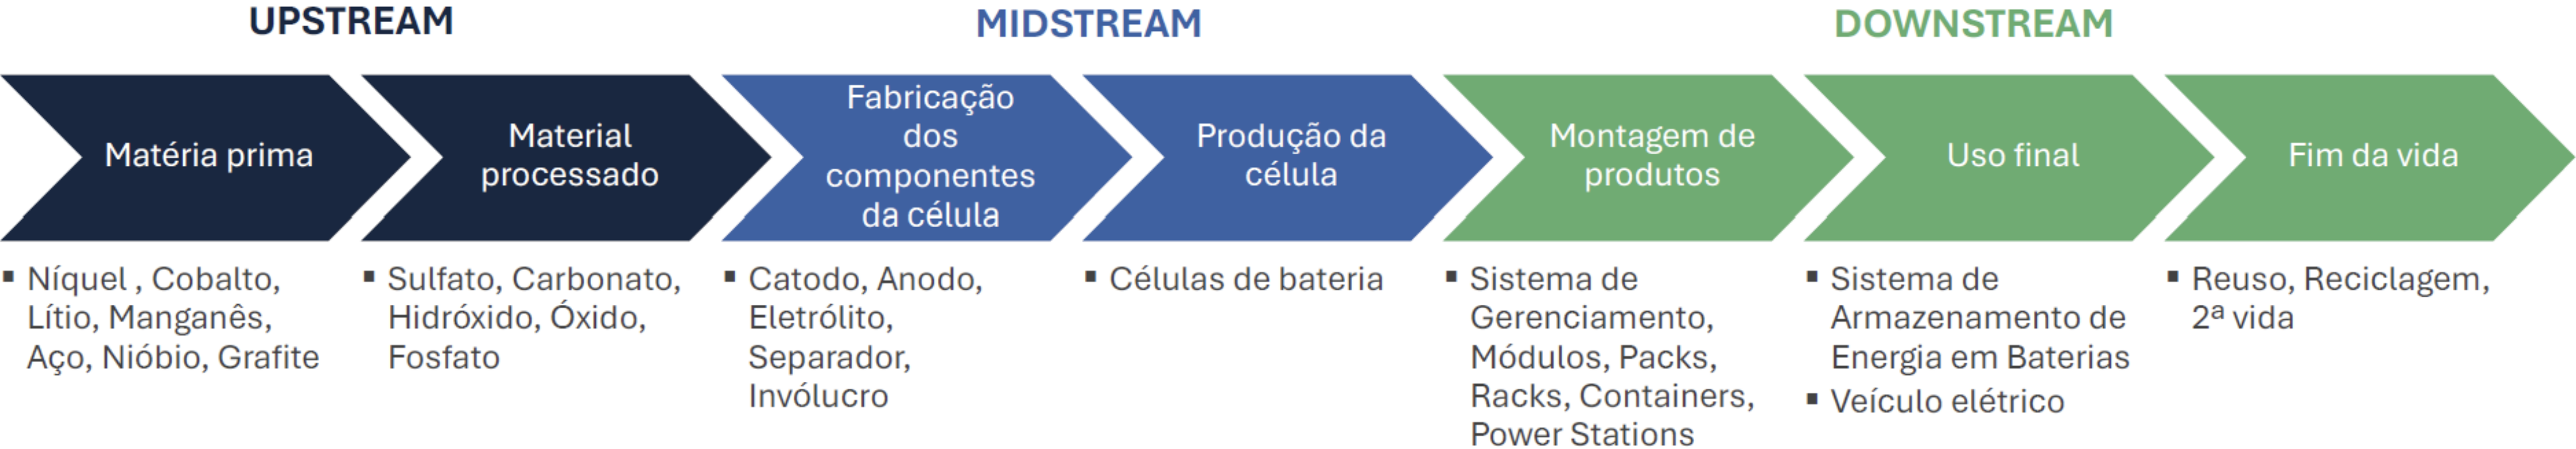 UPSTREAM
MIDSTREAM
DOWNSTREAM
Matéria prima
Material
processado
Fabricação
dos
componentes
da célula
Produção da
célula
Montagem de
produtos
Uso final
Fim da vida
▪ Níquel , Cobalto,
Lítio, Manganês,
Aço, Nióbio, Grafite
▪ Sulfato, Carbonato,
Hidróxido, Óxido,
Fosfato
▪ Catodo, Anodo,
Eletrólito,
Separador,
Invólucro
▪ Células de bateria
▪ Sistema de
Gerenciamento,
Módulos, Packs,
Racks, Containers,
Power Stations
▪ Sistema de
Armazenamento de
Energia em Baterias
▪ Veículo elétrico
▪ Reuso, Reciclagem,
2ª vida